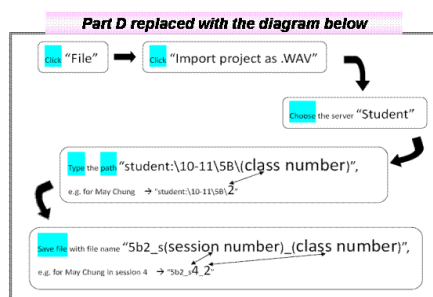 Part D replaced with the diagram below
Click "File"
Click "Import project as .WAV"
Choose the server "Student"
Type the path "student:\10-11\5B\(class number)",
e.g. for May Chung → "student:\10-11\5B\2"
Save file with file name "5b2_s(session number)_(class number)",
e.g. for May Chung in session 4 → "5b2_s4_2"